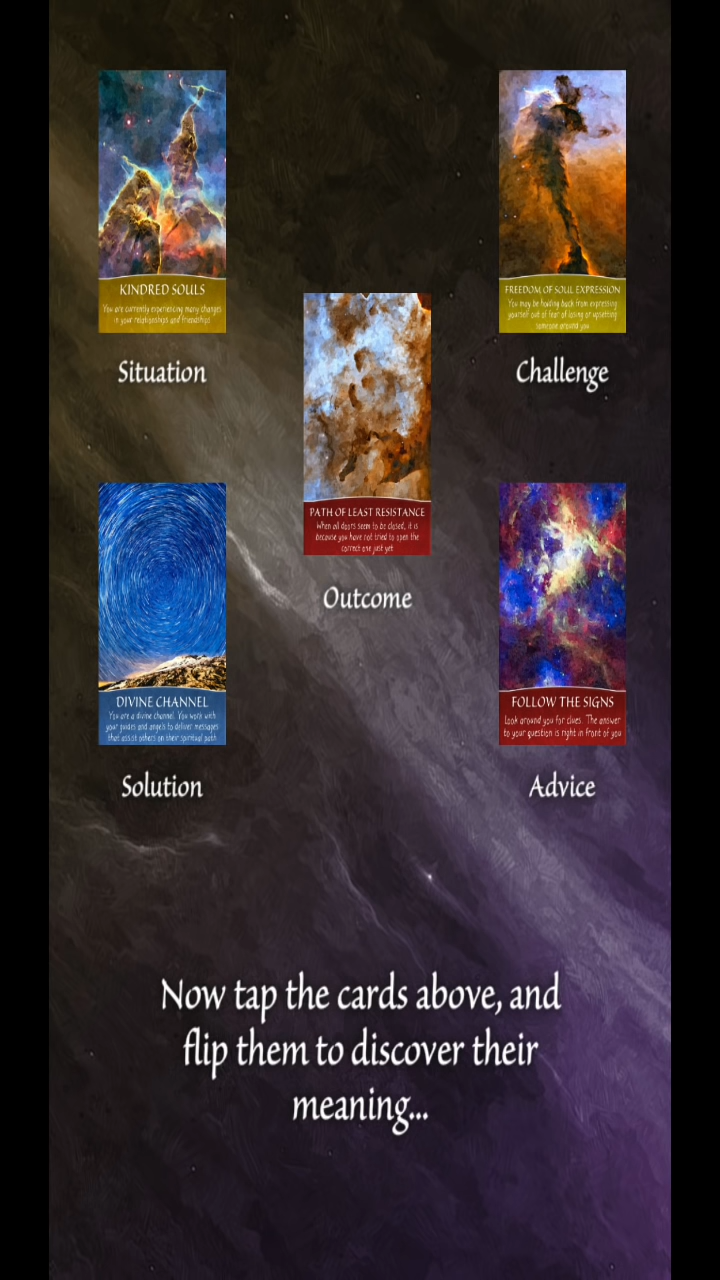 KINDRED SOULS
You are currently experiencing many changes
in your relationships and friendships
Situation
FREEDOM OF SOUL EXPRESSION
You may be holding back from expressing
yourself out of fear of losing or upsetting
someone around you
Challenge
PATH OF LEAST RESISTANCE
When all doors seem to be closed, it is
because you have not tried to open the
correct one just yet
Outcome
DIVINE CHANNEL
You are a divine channel. You work with
your guides and angels to deliver messages
that assist others on their spiritual path
Solution
FOLLOW THE SIGNS
Look around you for clues. The answer
to your question is right in front of you
Advice
Now tap the cards above, and
flip them to discover their
meaning...